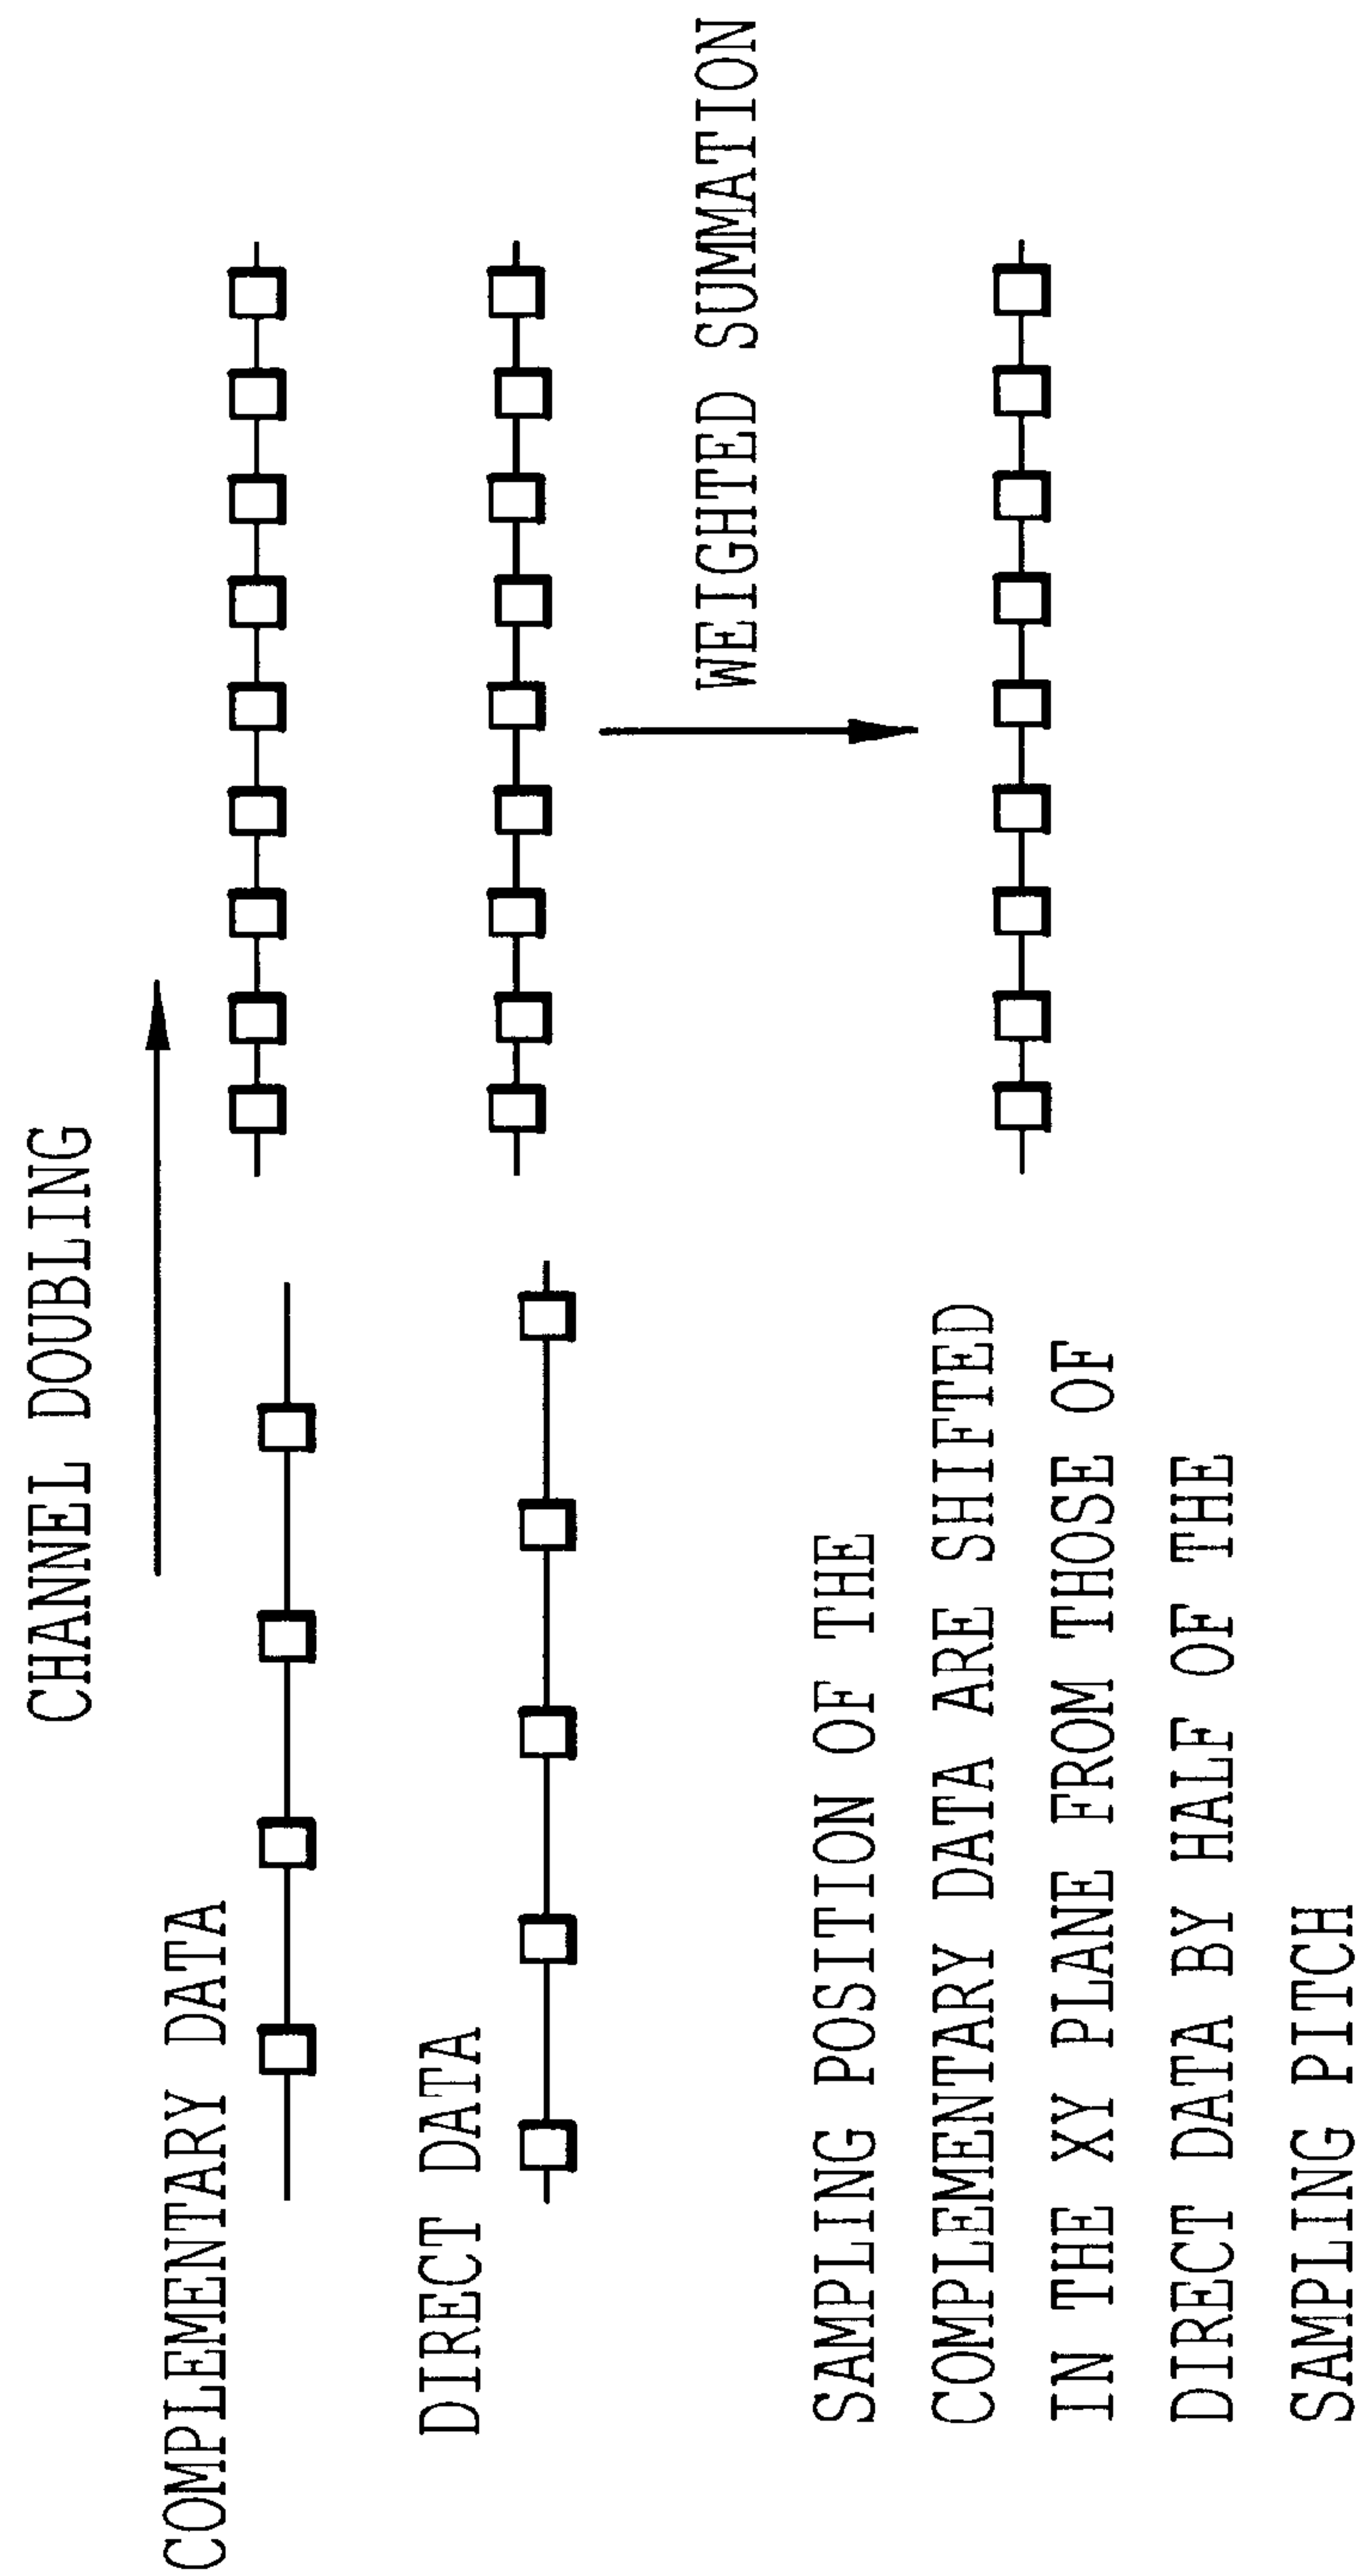 CHANNEL DOUBLING
COMPLEMENTARY DATA
DIRECT DATA
WEIGHTED SUMMATION
SAMPLING POSITION OF THE
COMPLEMENTARY DATA ARE SHIFTED
IN THE XY PLANE FROM THOSE OF
DIRECT DATA BY HALF OF THE
SAMPLING PITCH